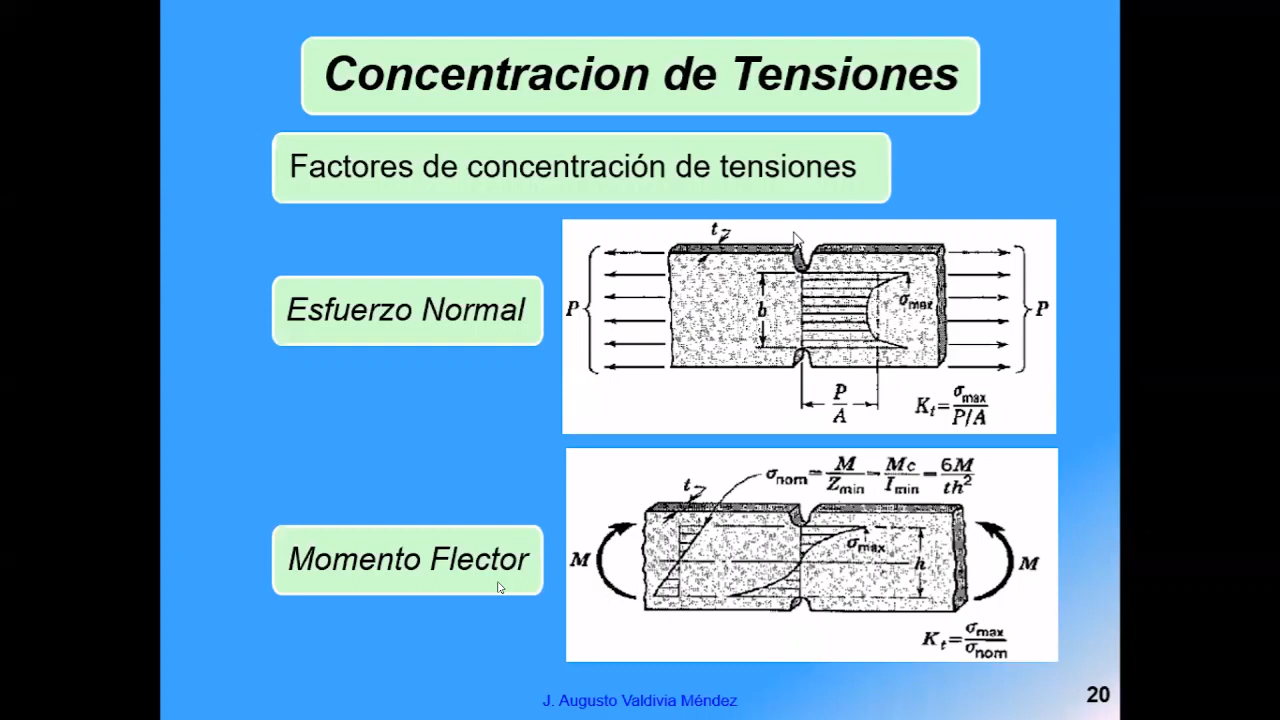 Concentracion de Tensiones
Factores de concentración de tensiones
Esfuerzo Normal
t
P
b
σmax
P
P/A
Kt=σmax/P/A
Momento Flector
σnom=M/Zmin=Mc/Imin=6M/th²
t
M
σmax
h
M
Kt=σmax/σnom
J. Augusto Valdivia Méndez
20